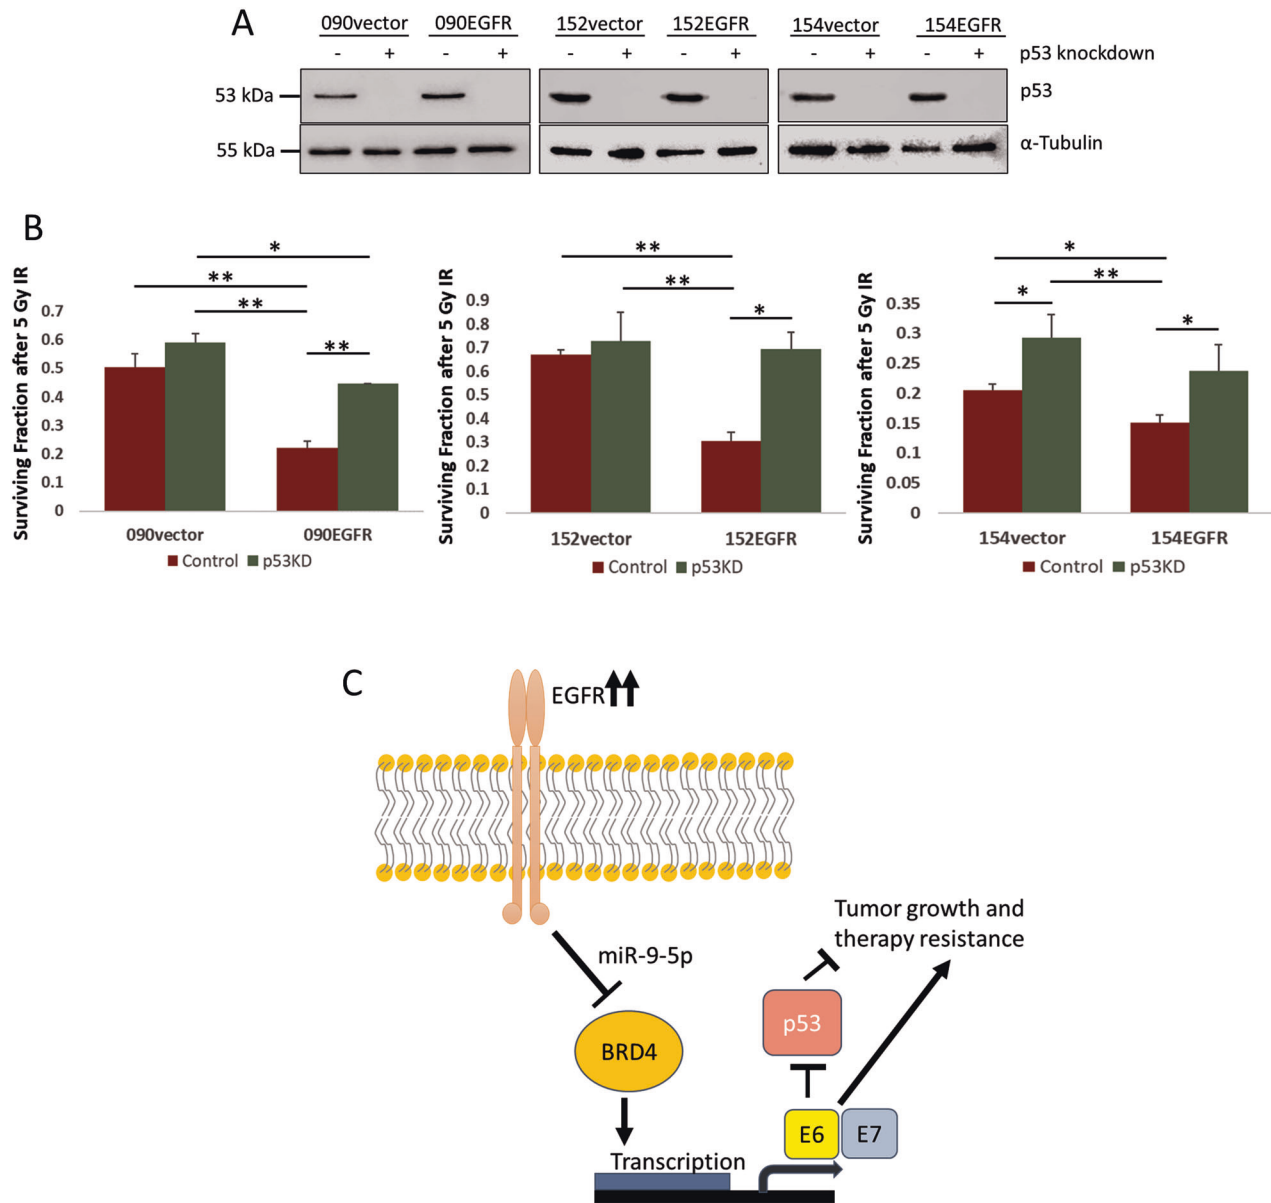 A
090vector 090EGFR 152vector 152EGFR 154vector 154EGFR
- + - + - + - + - + - + p53 knockdown
53 kDa p53
55 kDa α-Tubulin
B
Surviving Fraction after 5 Gy IR
0.7
0.6
0.5
0.4
0.3
0.2
0.1
0
* ** ** **
090vector 090EGFR
Control p53KD
Surviving Fraction after 5 Gy IR
0.9
0.8
0.7
0.6
0.5
0.4
0.3
0.2
0.1
0
** ** *
152vector 152EGFR
Control p53KD
Surviving Fraction after 5 Gy IR
0.35
0.3
0.25
0.2
0.15
0.1
0.05
0
* ** * *
154vector 154EGFR
Control p53KD
C
EGFR
miR-9-5p
BRD4
Transcription
Tumor growth and
therapy resistance
p53
E6 E7